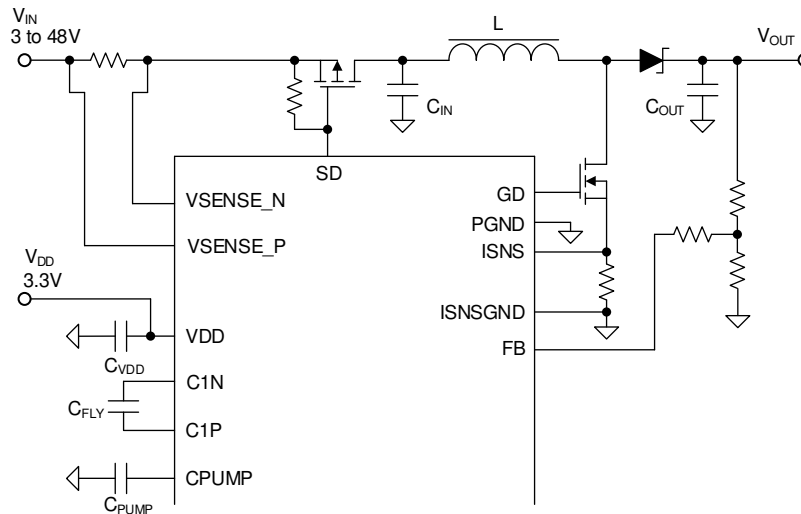 VIN
3 to 48V
L
VOUT
CIN
COUT
SD
GD
VSENSE_N
PGND
VSENSE_P
ISNS
VDD
3.3V
ISNSGND
VDD
FB
CVDD
C1N
CFLY
C1P
CPUMP
CPUMP